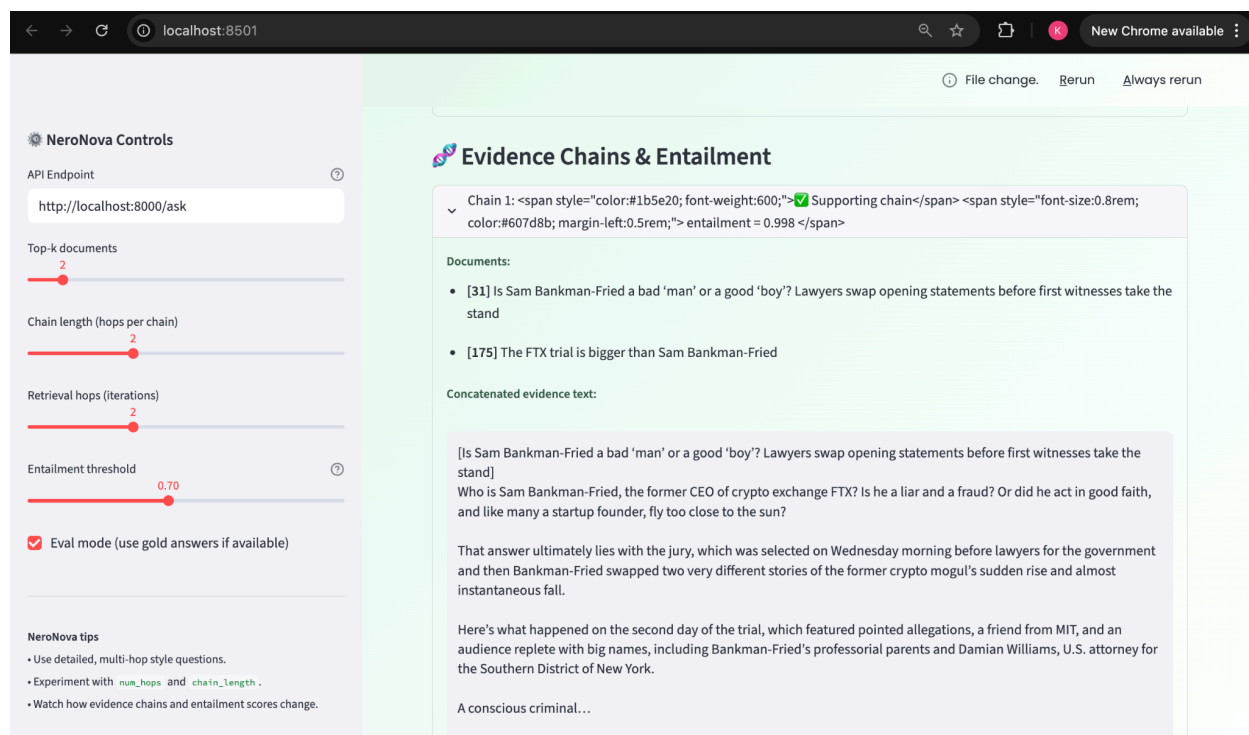 localhost:8501
K
New Chrome available
File change. Rerun Always rerun
NeroNova Controls
API Endpoint
http://localhost:8000/ask
Top-k documents
2
Chain length (hops per chain)
2
Retrieval hops (iterations)
2
Entailment threshold
0.70
Eval mode (use gold answers if available)
NeroNova tips
• Use detailed, multi-hop style questions.
• Experiment with num_hops and chain_length .
• Watch how evidence chains and entailment scores change.
🧬 Evidence Chains & Entailment
Chain 1: <span style="color:#1b5e20; font-weight:600;">✅ Supporting chain</span> <span style="font-size:0.8rem;
color:#607d8b; margin-left:0.5rem;"> entailment = 0.998 </span>
Documents:
• [31] Is Sam Bankman-Fried a bad ‘man’ or a good ‘boy’? Lawyers swap opening statements before first witnesses take the
stand
• [175] The FTX trial is bigger than Sam Bankman-Fried
Concatenated evidence text:
[Is Sam Bankman-Fried a bad ‘man’ or a good ‘boy’? Lawyers swap opening statements before first witnesses take the
stand]
Who is Sam Bankman-Fried, the former CEO of crypto exchange FTX? Is he a liar and a fraud? Or did he act in good faith,
and like many a startup founder, fly too close to the sun?
That answer ultimately lies with the jury, which was selected on Wednesday morning before lawyers for the government
and then Bankman-Fried swapped two very different stories of the former crypto mogul’s sudden rise and almost
instantaneous fall.
Here’s what happened on the second day of the trial, which featured pointed allegations, a friend from MIT, and an
audience replete with big names, including Bankman-Fried’s professorial parents and Damian Williams, U.S. attorney for
the Southern District of New York.
A conscious criminal…